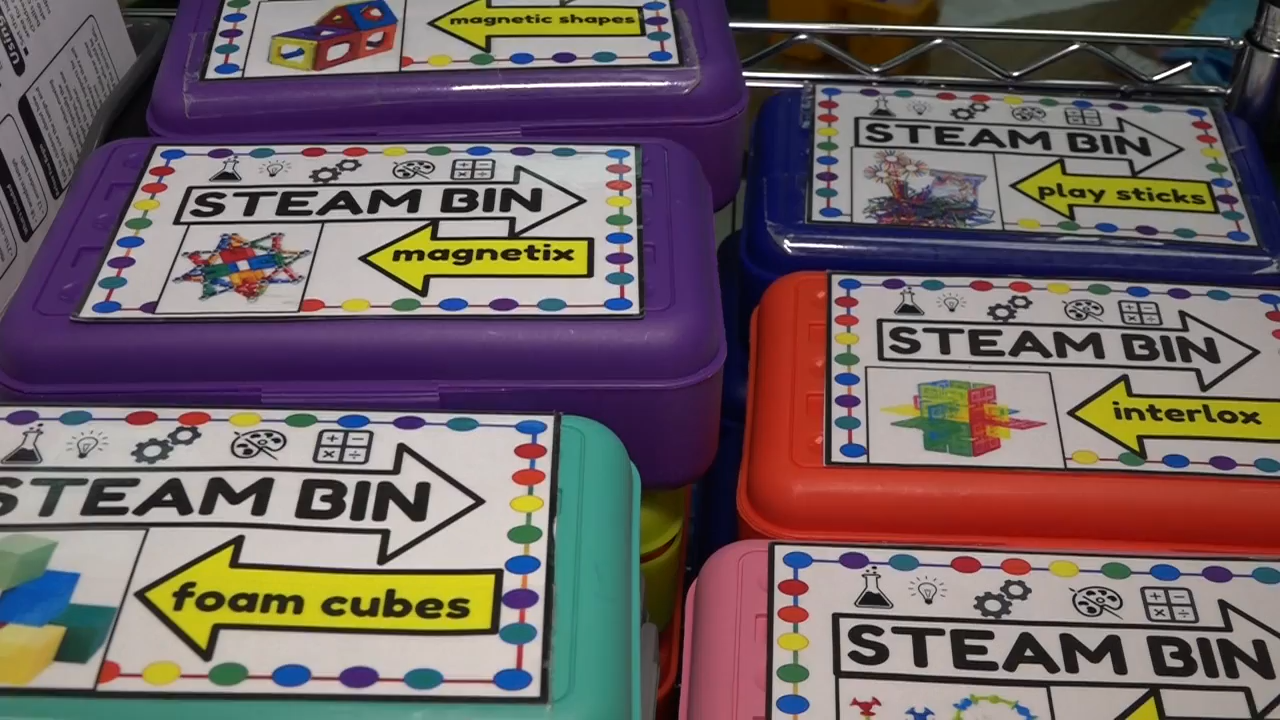 magnetic shapes
STEAM BIN
magnetix
STEAM BIN
foam cubes
STEAM BIN
play sticks
STEAM BIN
interlox
STEAM BIN